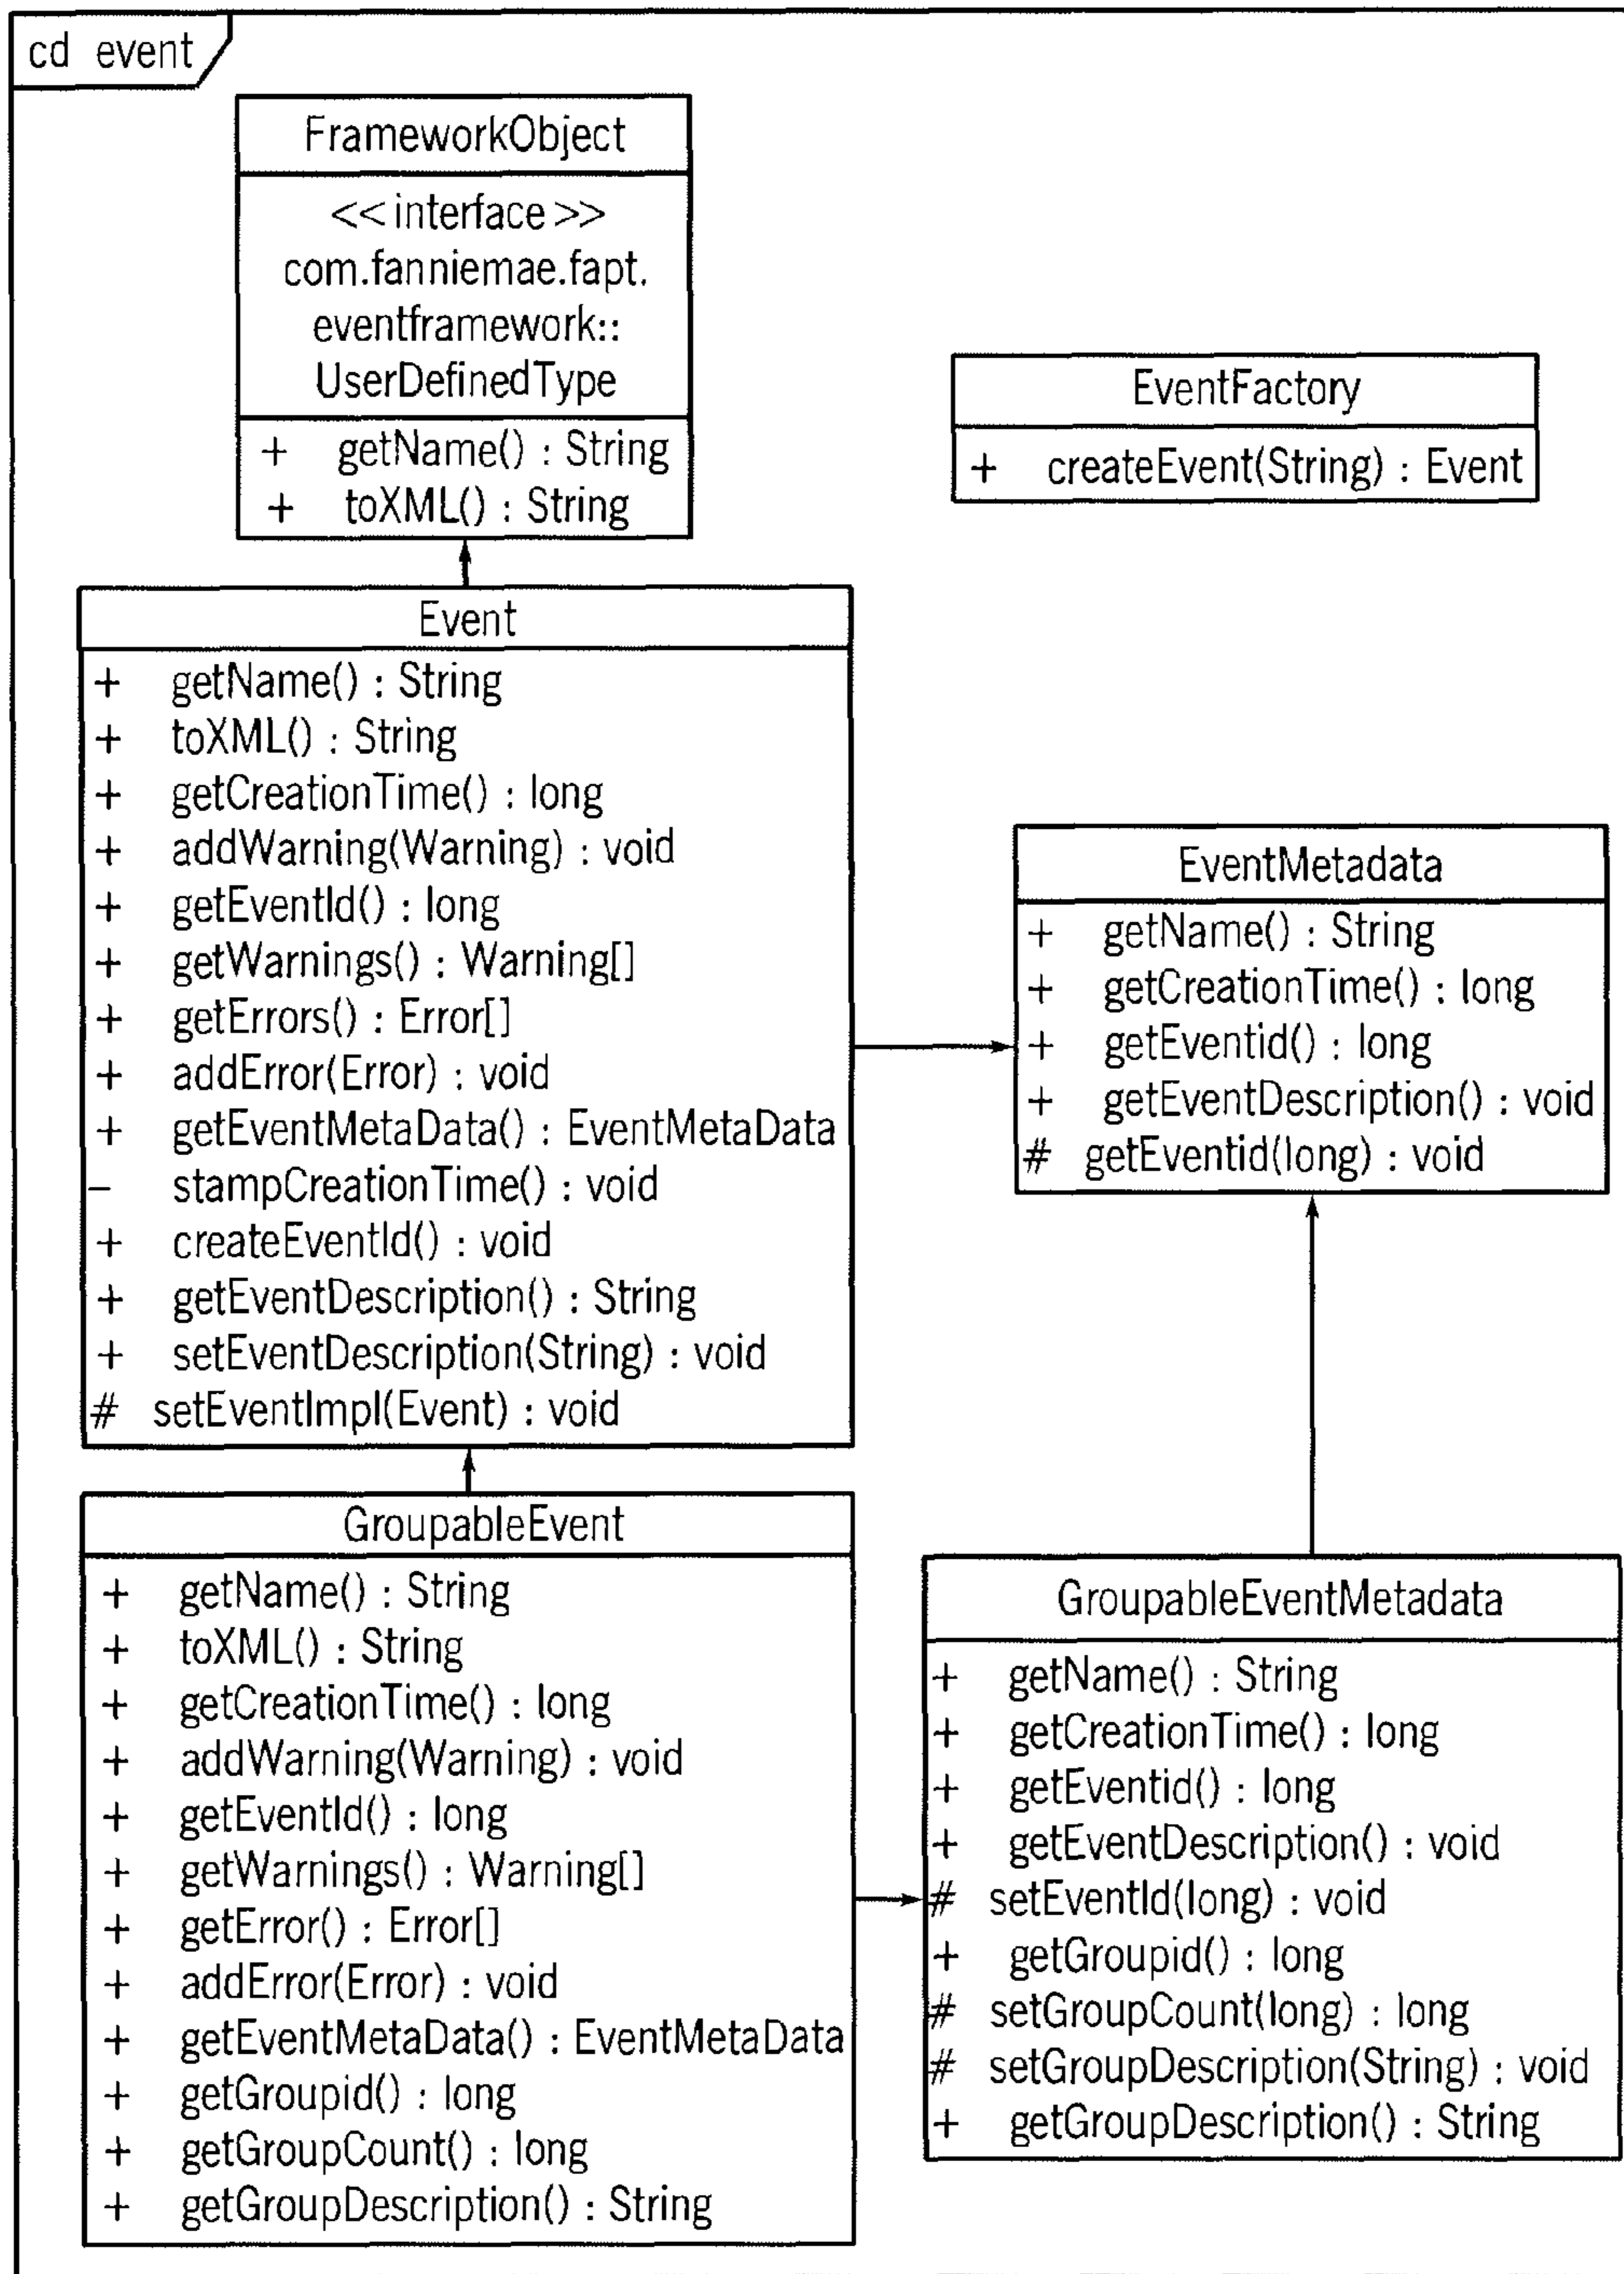 cd event
FrameworkObject
<<interface>>
com.fanniemae.fapt.
eventframework::
UserDefinedType
+ getName() : String
+ toXML() : String
EventFactory
+ createEvent(String) : Event
Event
+ getName() : String
+ toXML() : String
+ getCreationTime() : long
+ addWarning(Warning) : void
+ getEventId() : long
+ getWarnings() : Warning[]
+ getErrors() : Error[]
+ addError(Error) : void
+ getEventMetaData() : EventMetaData
- stampCreationTime() : void
+ createEventId() : void
+ getEventDescription() : String
+ setEventDescription(String) : void
# setEventImpl(Event) : void
EventMetadata
+ getName() : String
+ getCreationTime() : long
+ getEventid() : long
+ getEventDescription() : void
# getEventid(long) : void
GroupableEvent
+ getName() : String
+ toXML() : String
+ getCreationTime() : long
+ addWarning(Warning) : void
+ getEventId() : long
+ getWarnings() : Warning[]
+ getError() : Error[]
+ addError(Error) : void
+ getEventMetaData() : EventMetaData
+ getGroupid() : long
+ getGroupCount() : long
+ getGroupDescription() : String
GroupableEventMetadata
+ getName() : String
+ getCreationTime() : long
+ getEventid() : long
+ getEventDescription() : void
# setEventId(long) : void
+ getGroupid() : long
# setGroupCount(long) : long
# setGroupDescription(String) : void
+ getGroupDescription() : String